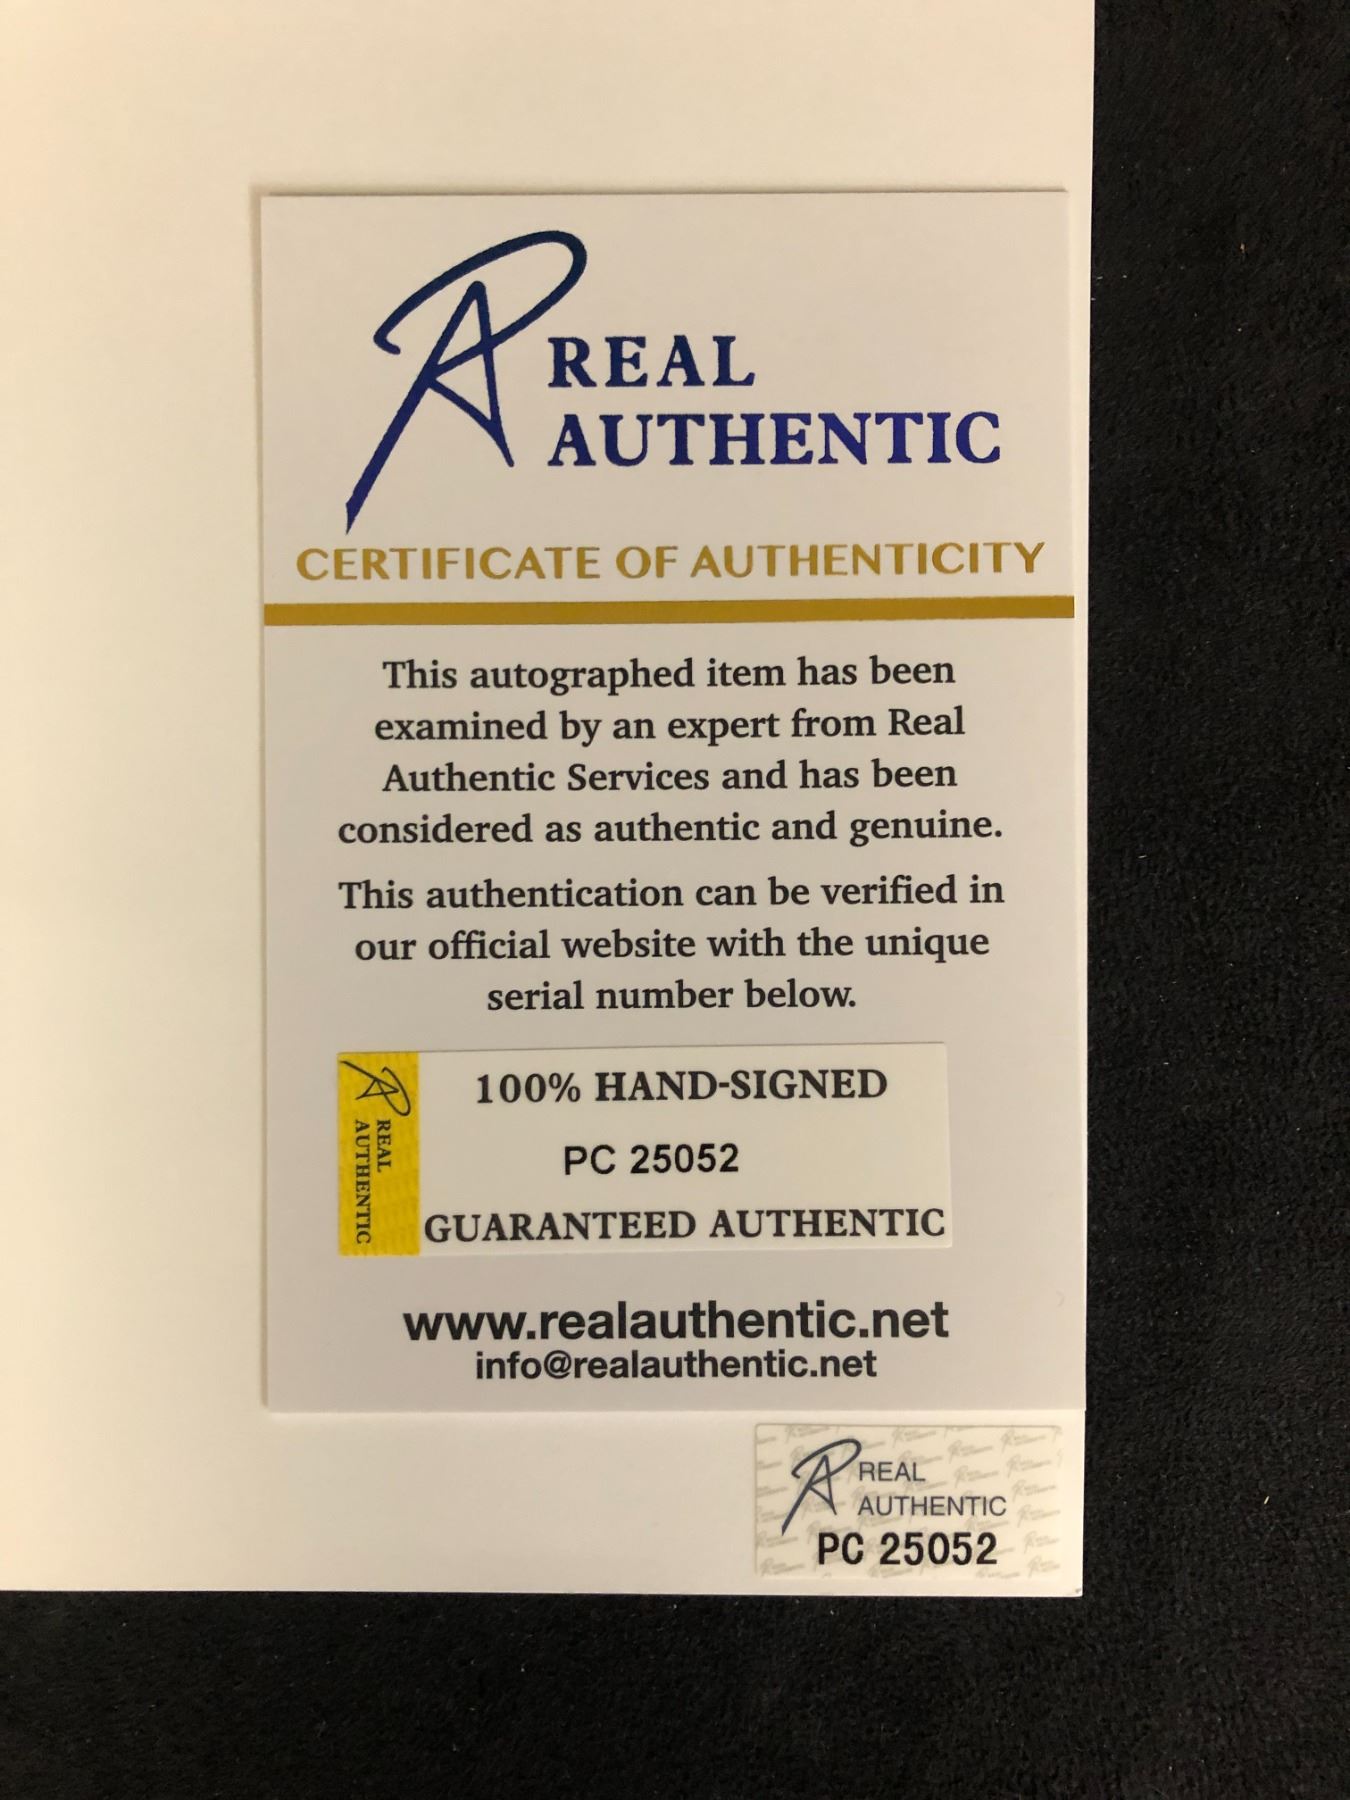 REAL
AUTHENTIC
CERTIFICATE OF AUTHENTICITY
This autographed item has been
examined by an expert from Real
Authentic Services and has been
considered as authentic and genuine.
This authentication can be verified in
our official website with the unique
serial number below.
REAL
AUTHENTIC
100% HAND-SIGNED
PC 25052
GUARANTEED AUTHENTIC
www.realauthentic.net
info@realauthentic.net
REAL
AUTHENTIC
PC 25052